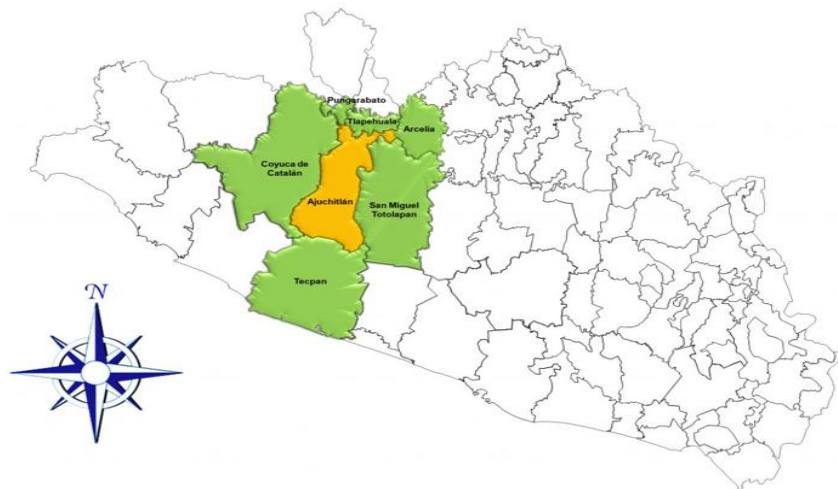 Pungarabato
Tlapehuala
Arcelia
Coyuca de
Catalán
Ajuchitlán
San Miguel
Totolapan
Tecpan
N